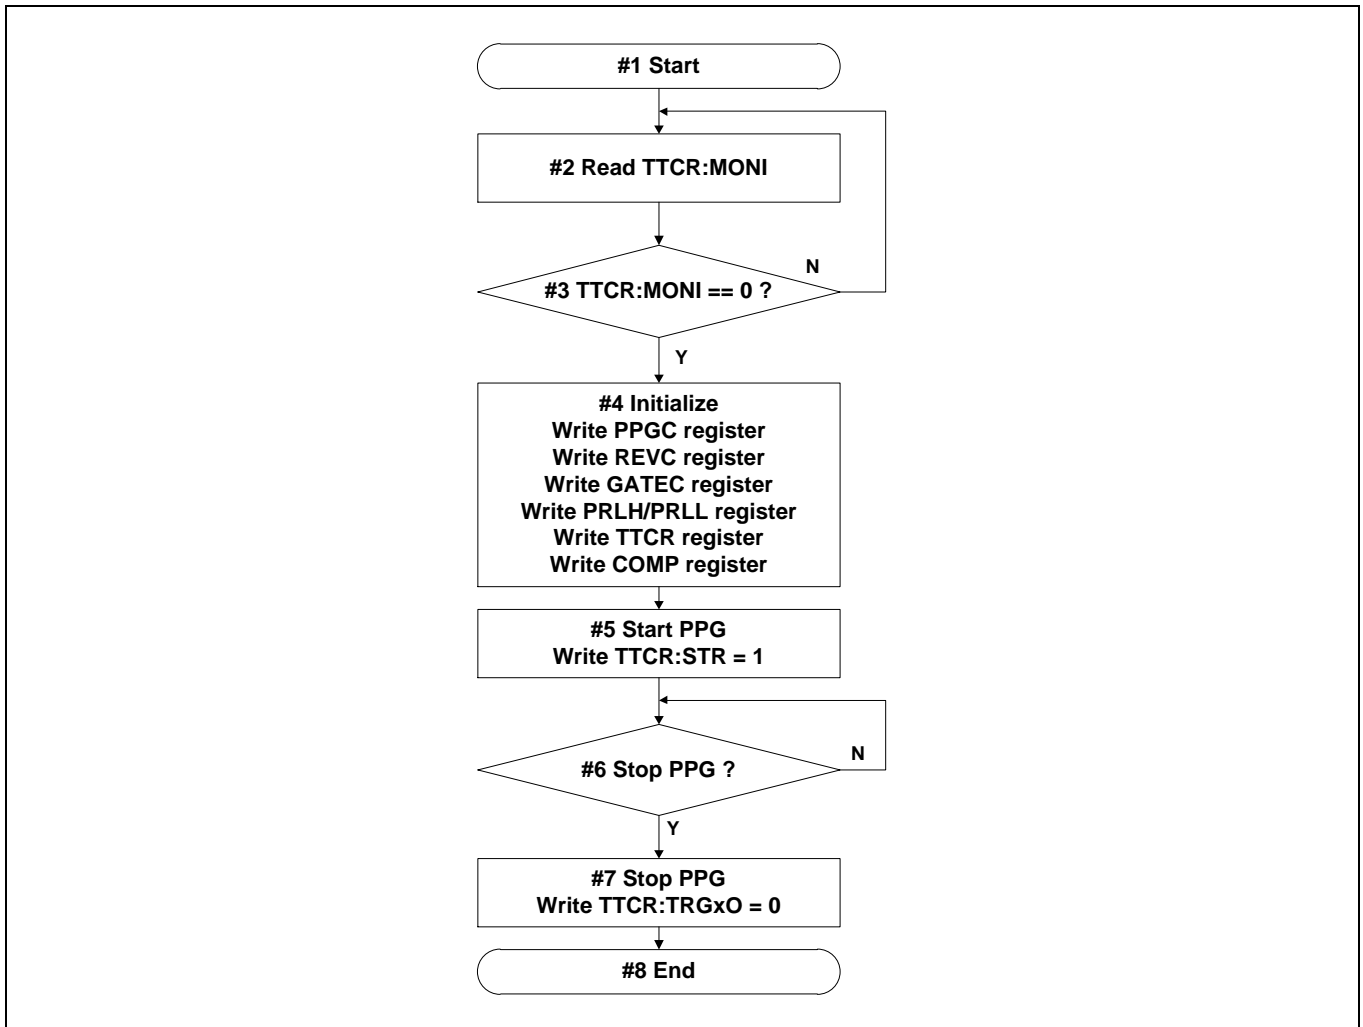 #1 Start
#2 Read TTCR:MONI
N
#3 TTCR:MONI == 0 ?
Y
#4 Initialize
Write PPGC register
Write REVC register
Write GATEC register
Write PRLH/PRLL register
Write TTCR register
Write COMP register
#5 Start PPG
Write TTCR:STR = 1
N
#6 Stop PPG ?
Y
#7 Stop PPG
Write TTCR:TRGxO = 0
#8 End